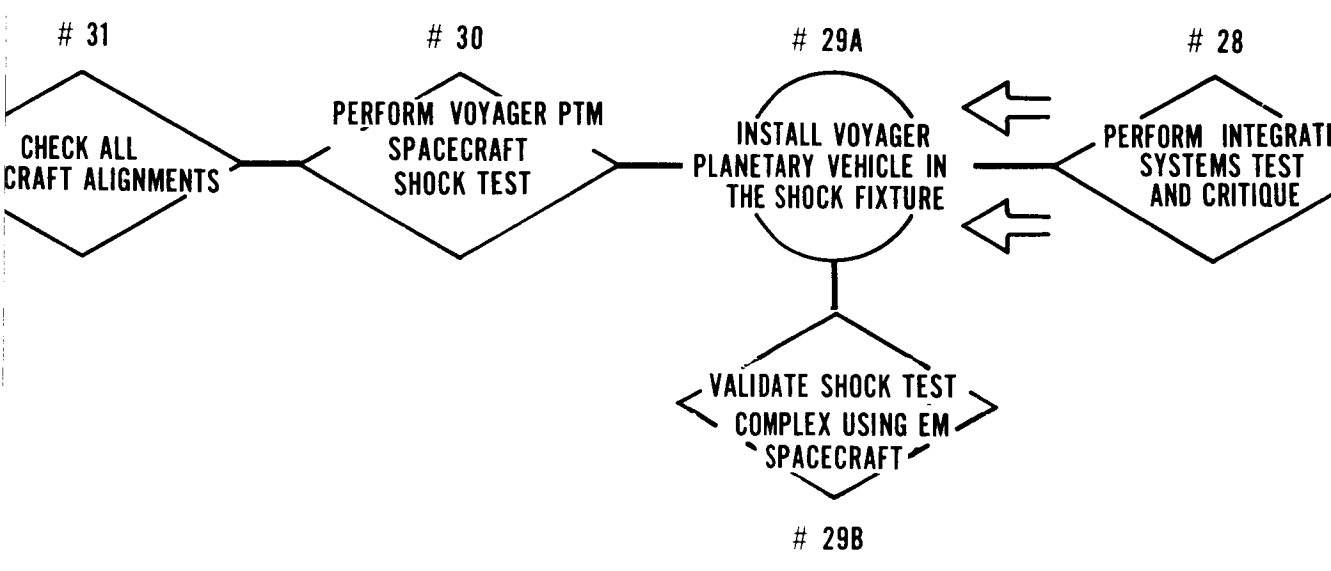 # 31
CHECK ALL
CRAFT ALIGNMENTS
# 30
PERFORM VOYAGER PTM
SPACECRAFT
SHOCK TEST
# 29A
INSTALL VOYAGER
PLANETARY VEHICLE IN
THE SHOCK FIXTURE
# 28
PERFORM INTEGRATI
SYSTEMS TEST
AND CRITIQUE
VALIDATE SHOCK TEST
COMPLEX USING EM
SPACECRAFT
# 29B